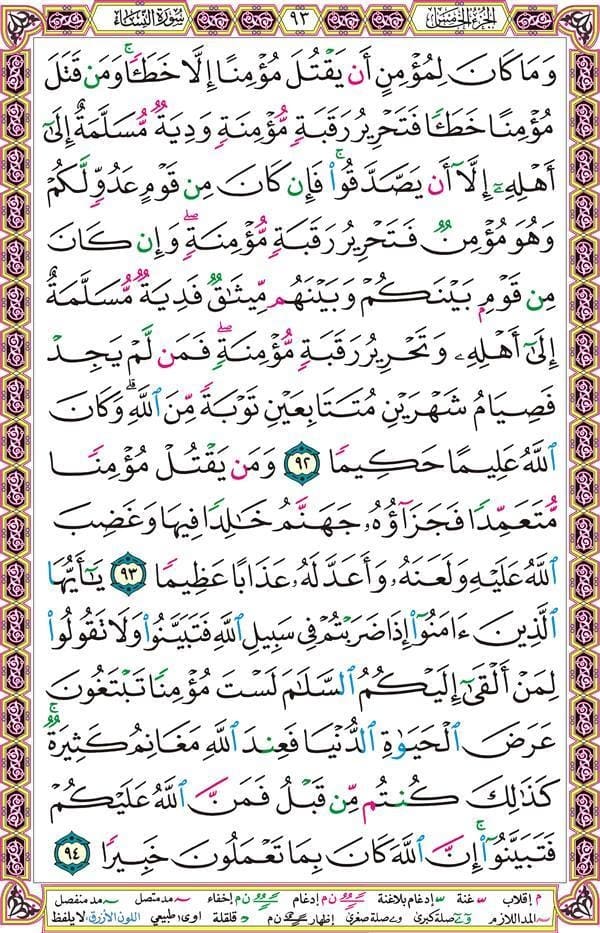 الجزء الخامس ٩٣ سورة النساء
وَمَا كَانَ لِمُؤْمِنٍ أَن يَقْتُلَ مُؤْمِنًا إِلَّا خَطَـًٔا ۚ وَمَن قَتَلَ
مُؤْمِنًا خَطَـًٔا فَتَحْرِيرُ رَقَبَةٍ مُّؤْمِنَةٍ وَدِيَةٌ مُّسَلَّمَةٌ إِلَىٰٓ
أَهْلِهِۦٓ إِلَّآ أَن يَصَّدَّقُوا۟ ۚ فَإِن كَانَ مِن قَوْمٍ عَدُوٍّ لَّكُمْ
وَهُوَ مُؤْمِنٌ فَتَحْرِيرُ رَقَبَةٍ مُّؤْمِنَةٍ ۖ وَإِن كَانَ
مِن قَوْمٍۭ بَيْنَكُمْ وَبَيْنَهُم مِّيثَـٰقٌ فَدِيَةٌ مُّسَلَّمَةٌ
إِلَىٰٓ أَهْلِهِۦ وَتَحْرِيرُ رَقَبَةٍ مُّؤْمِنَةٍ ۖ فَمَن لَّمْ يَجِدْ
فَصِيَامُ شَهْرَيْنِ مُتَتَابِعَيْنِ تَوْبَةً مِّنَ ٱللَّهِ ۗ وَكَانَ
ٱللَّهُ عَلِيمًا حَكِيمًا ٩٢ وَمَن يَقْتُلْ مُؤْمِنًا
مُّتَعَمِّدًا فَجَزَآؤُهُۥ جَهَنَّمُ خَـٰلِدًا فِيهَا وَغَضِبَ
ٱللَّهُ عَلَيْهِ وَلَعَنَهُۥ وَأَعَدَّ لَهُۥ عَذَابًا عَظِيمًا ٩٣ يَـٰٓأَيُّهَا
ٱلَّذِينَ ءَامَنُوٓا۟ إِذَا ضَرَبْتُمْ فِى سَبِيلِ ٱللَّهِ فَتَبَيَّنُوا۟ وَلَا تَقُولُوا۟
لِمَنْ أَلْقَىٰٓ إِلَيْكُمُ ٱلسَّلَـٰمَ لَسْتَ مُؤْمِنًا تَبْتَغُونَ
عَرَضَ ٱلْحَيَوٰةِ ٱلدُّنْيَا فَعِندَ ٱللَّهِ مَغَانِمُ كَثِيرَةٌ ۚ
كَذَٰلِكَ كُنتُم مِّن قَبْلُ فَمَنَّ ٱللَّهُ عَلَيْكُمْ
فَتَبَيَّنُوٓا۟ ۚ إِنَّ ٱللَّهَ كَانَ بِمَا تَعْمَلُونَ خَبِيرًا ٩٤
م إقلاب غنة إدغام بلاغنة ن م إدغام ن م إخفاء مد متصل مد منفصل
المد اللازم صلة كبرى صلة صغرى إظهار ن م قلقلة اوى طبيعي اللون الأزرق لا يلفظ